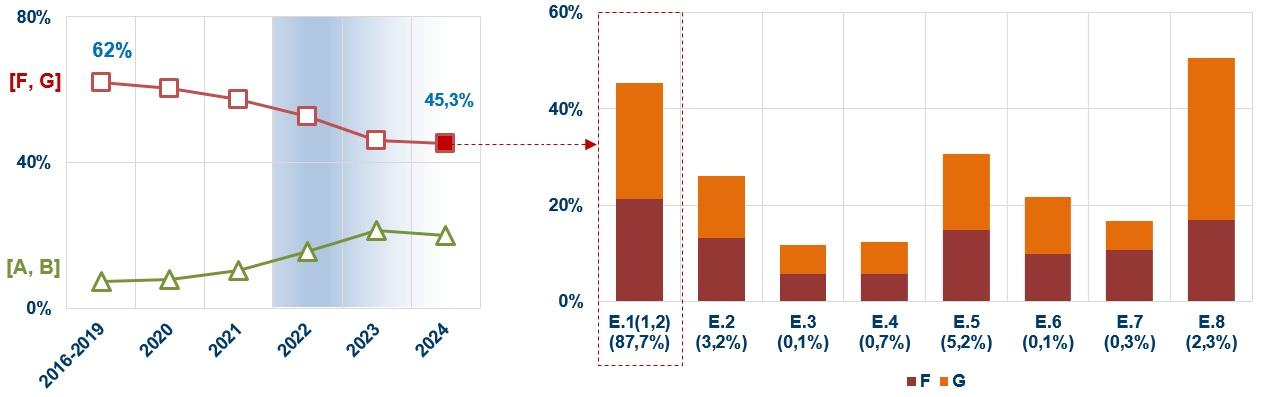 80%
40%
0%
[F, G]
62%
45,3%
[A, B]
2016-2019
2020
2021
2022
2023
2024
60%
40%
20%
0%
E.1(1,2)
(87,7%)
E.2
(3,2%)
E.3
(0,1%)
E.4
(0,7%)
E.5
(5,2%)
E.6
(0,1%)
E.7
(0,3%)
E.8
(2,3%)
F
G